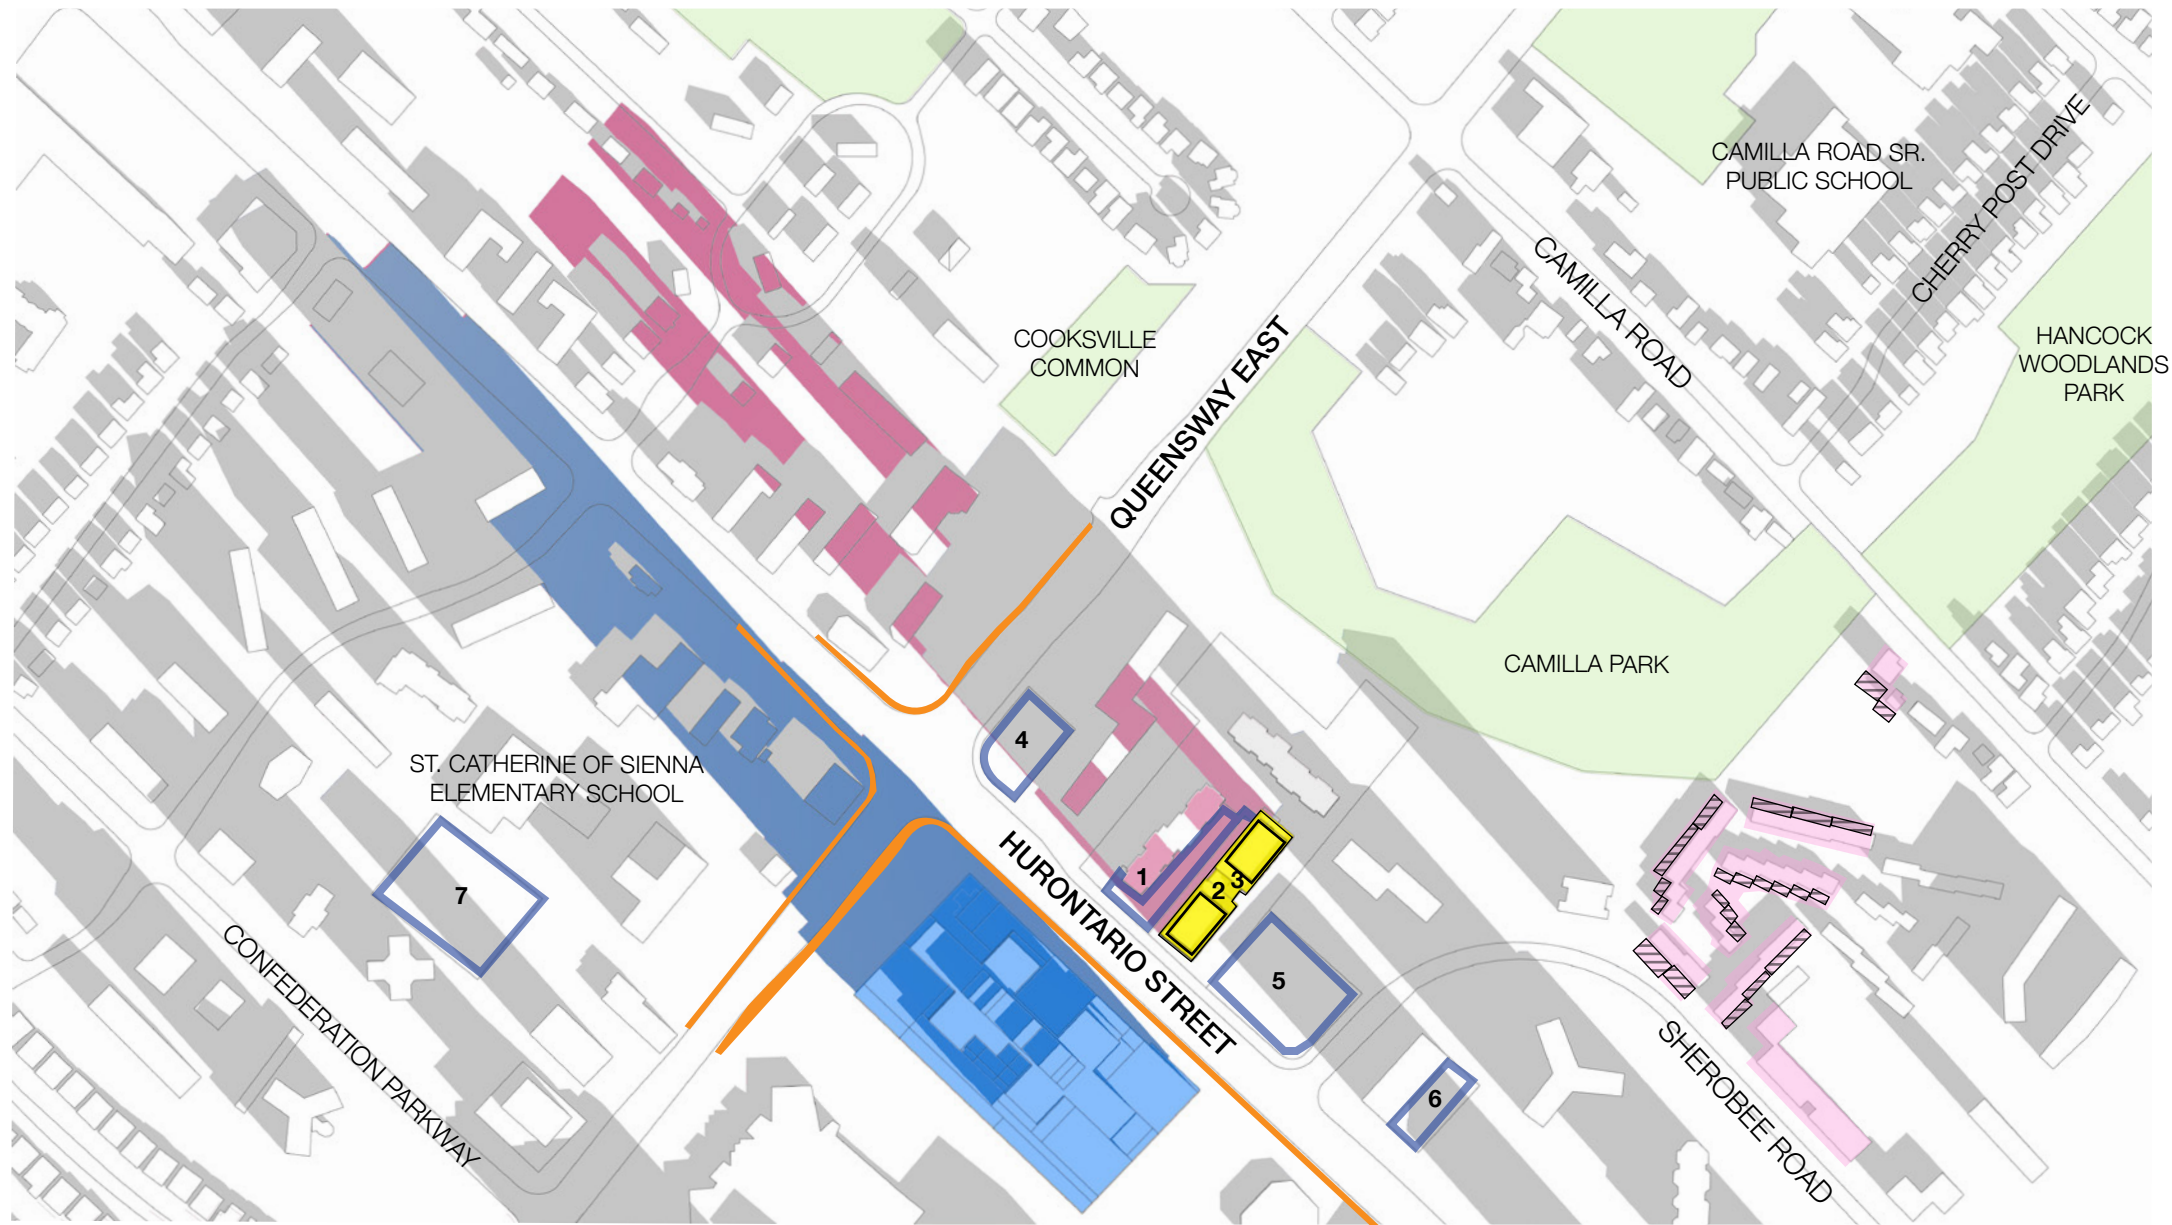 CAMILLA ROAD SR.
PUBLIC SCHOOL
CHERRY POST DRIVE
CAMILLA ROAD
HANCOCK
WOODLANDS
PARK
COOKSVILLE
COMMON
QUEENSWAY EAST
CAMILLA PARK
4
ST. CATHERINE OF SIENNA
ELEMENTARY SCHOOL
7
1
2
3
HURONTARIO STREET
5
6
CONFEDERATION PARKWAY
SHEROBEE ROAD